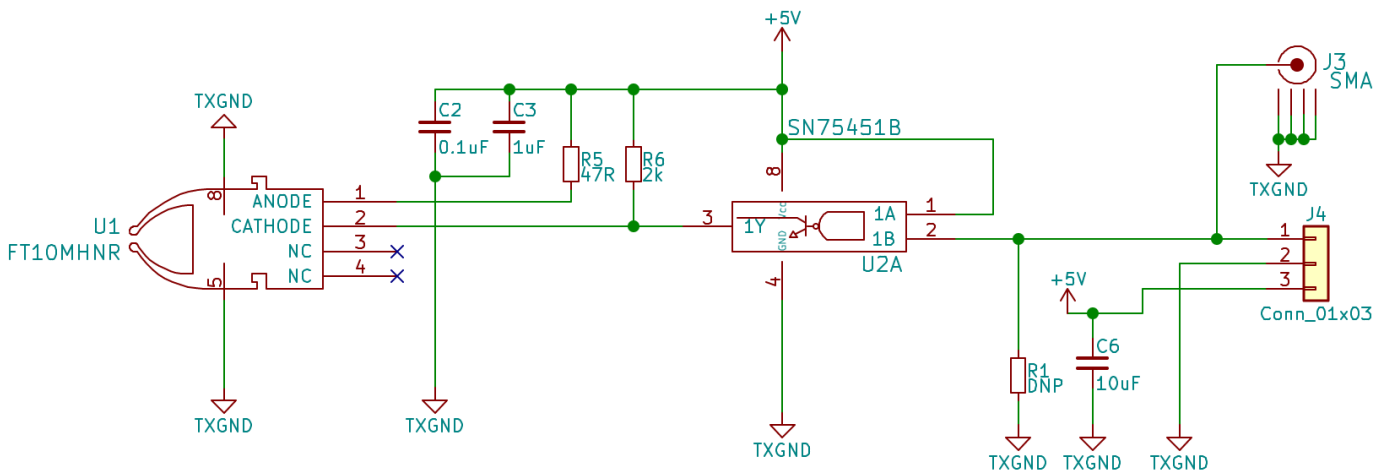 +5V
J3
SMA
TXGND
C2
0.1uF
C3
1uF
R5
47R
R6
2k
SN75451B
TXGND
J4
U1
FT10MHNR
8
5
ANODE
1
CATHODE
2
NC
3
NC
4
3
1Y
8
VCC
GND
4
1A
1
1B
2
U2A
1
2
3
Conn_01x03
+5V
C6
10uF
R1
DNP
TXGND
TXGND
TXGND
TXGND
TXGND
TXGND